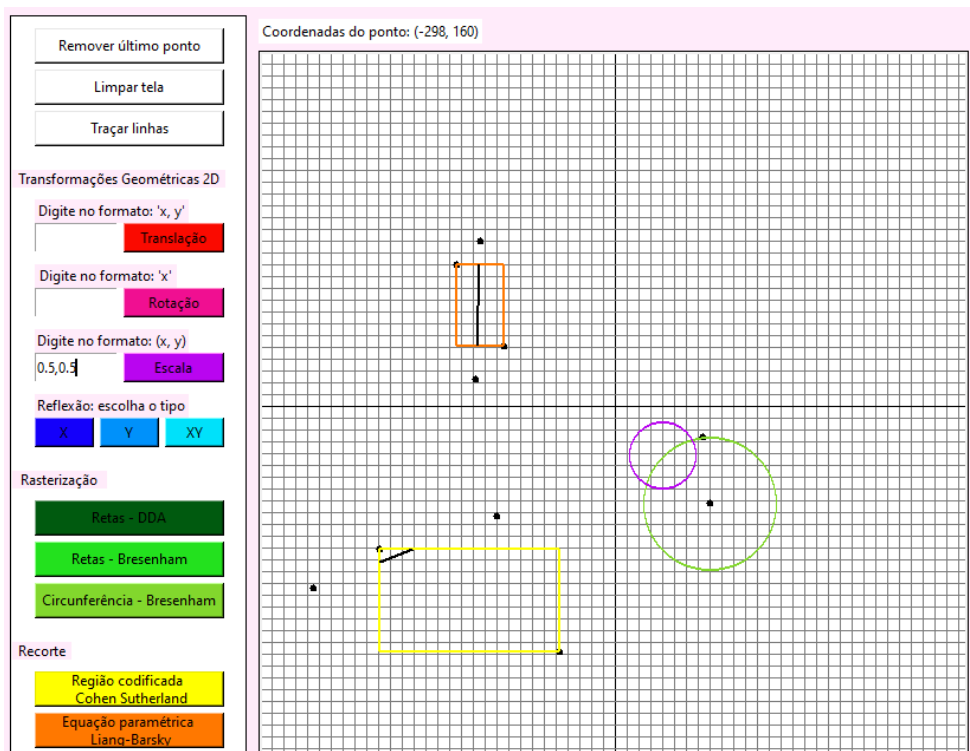 Remover último ponto
Limpar tela
Traçar linhas
Transformações Geométricas 2D
Digite no formato: 'x, y'
Translação
Digite no formato: 'x'
Rotação
Digite no formato: (x, y)
0.5,0.5
Escala
Reflexão: escolha o tipo
X
Y
XY
Rasterização
Retas - DDA
Retas - Bresenham
Circunferência - Bresenham
Recorte
Região codificada
Cohen Sutherland
Equação paramétrica
Liang-Barsky
Coordenadas do ponto: (-298, 160)